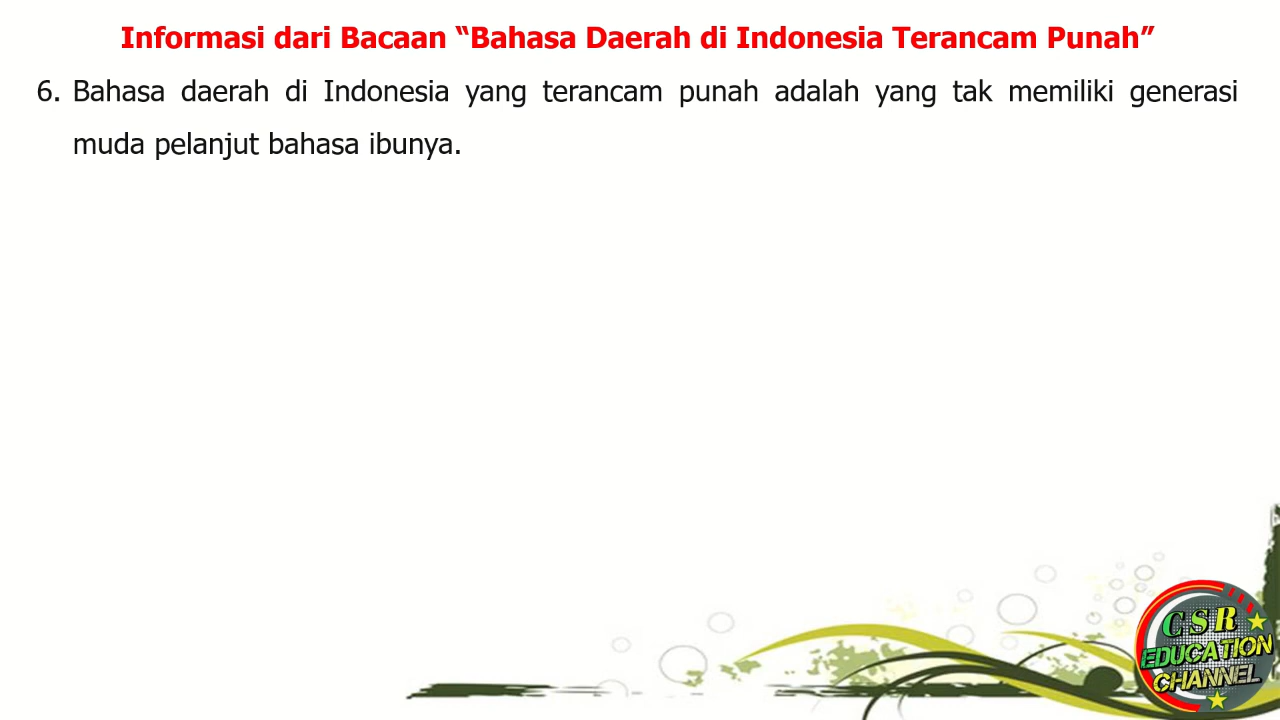 Informasi dari Bacaan “Bahasa Daerah di Indonesia Terancam Punah”
6. Bahasa daerah di Indonesia yang terancam punah adalah yang tak memiliki generasi
muda pelanjut bahasa ibunya.
CSR
EDUCATION
CHANNEL